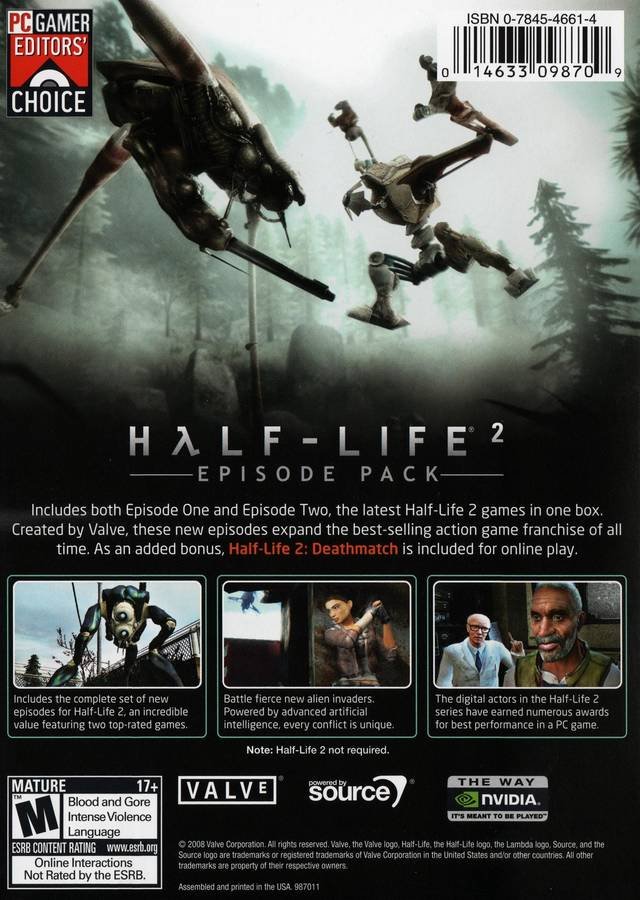 PC GAMER
EDITORS'
CHOICE
ISBN 0-7845-4661-4
0 14633 09870 9
HλLF-LIFE® 2
EPISODE PACK
Includes both Episode One and Episode Two, the latest Half-Life 2 games in one box.
Created by Valve, these new episodes expand the best-selling action game franchise of all
time. As an added bonus, Half-Life 2: Deathmatch is included for online play.
Includes the complete set of new
episodes for Half-Life 2, an incredible
value featuring two top-rated games.
Battle fierce new alien invaders.
Powered by advanced artificial
intelligence, every conflict is unique.
The digital actors in the Half-Life 2
series have earned numerous awards
for best performance in a PC game.
Note: Half-Life 2 not required.
MATURE 17+
M™
Blood and Gore
Intense Violence
Language
ESRB CONTENT RATING www.esrb.org
Online Interactions
Not Rated by the ESRB.
VALVE®
powered by
source®
THE WAY
NVIDIA.
IT'S MEANT TO BE PLAYED™
© 2008 Valve Corporation. All rights reserved. Valve, the Valve logo, Half-Life, the Half-Life logo, the Lambda logo, Source, and the
Source logo are trademarks or registered trademarks of Valve Corporation in the United States and/or other countries. All other
trademarks are property of their respective owners.
Assembled and printed in the USA. 987011